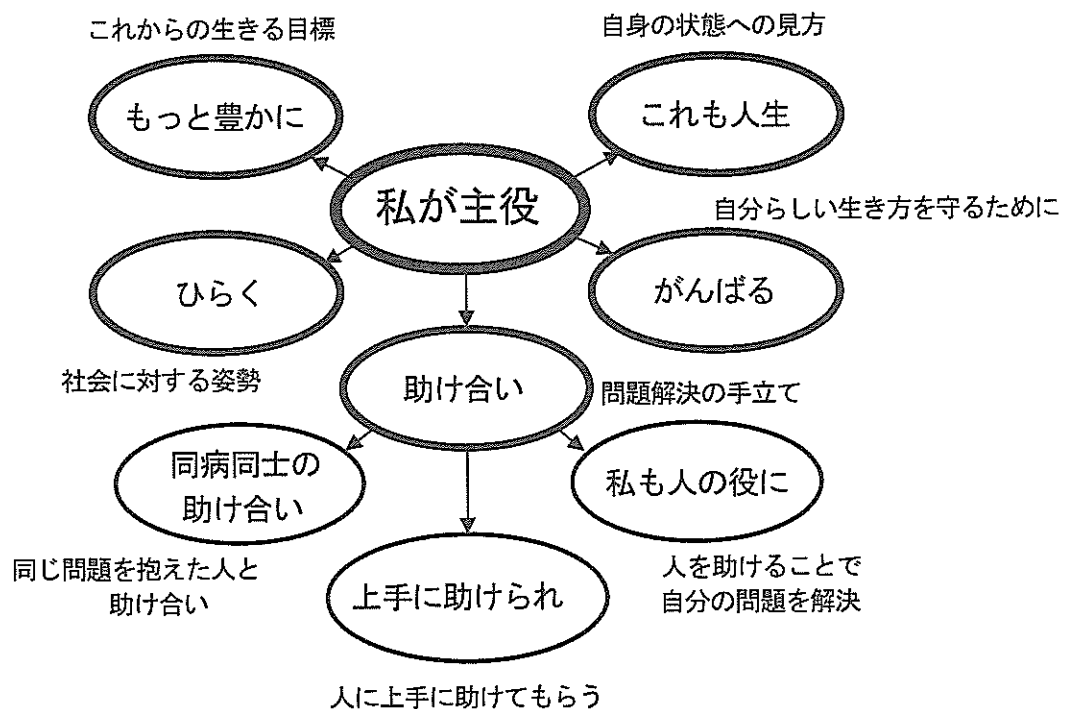 これからの生きる目標
自身の状態への見方
もっと豊かに
これも人生
私が主役
自分らしい生き方を守るために
ひらく
がんばる
社会に対する姿勢
助け合い
問題解決の手立て
同病同士の
助け合い
私も人の役に
同じ問題を抱えた人と
助け合い
上手に助けられ
人を助けることで
自分の問題を解決
人に上手に助けてもらう